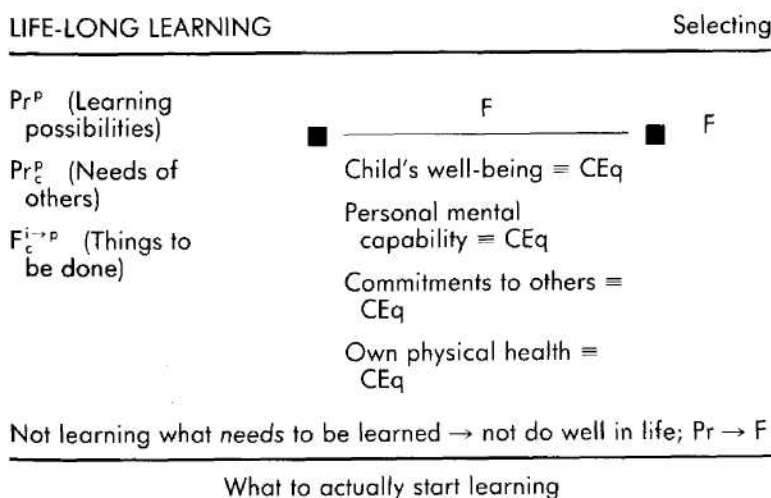 LIFE-LONG LEARNING Selecting
Prᵖ (Learning
possibilities)
F
■ ■ F
Pr꜀ᵖ (Needs of
others)
F꜀ⁱ→ᵖ (Things to
be done)
Child's well-being ≡ CEq
Personal mental
capability ≡ CEq
Commitments to others ≡
CEq
Own physical health ≡
CEq
Not learning what needs to be learned → not do well in life; Pr → F
What to actually start learning